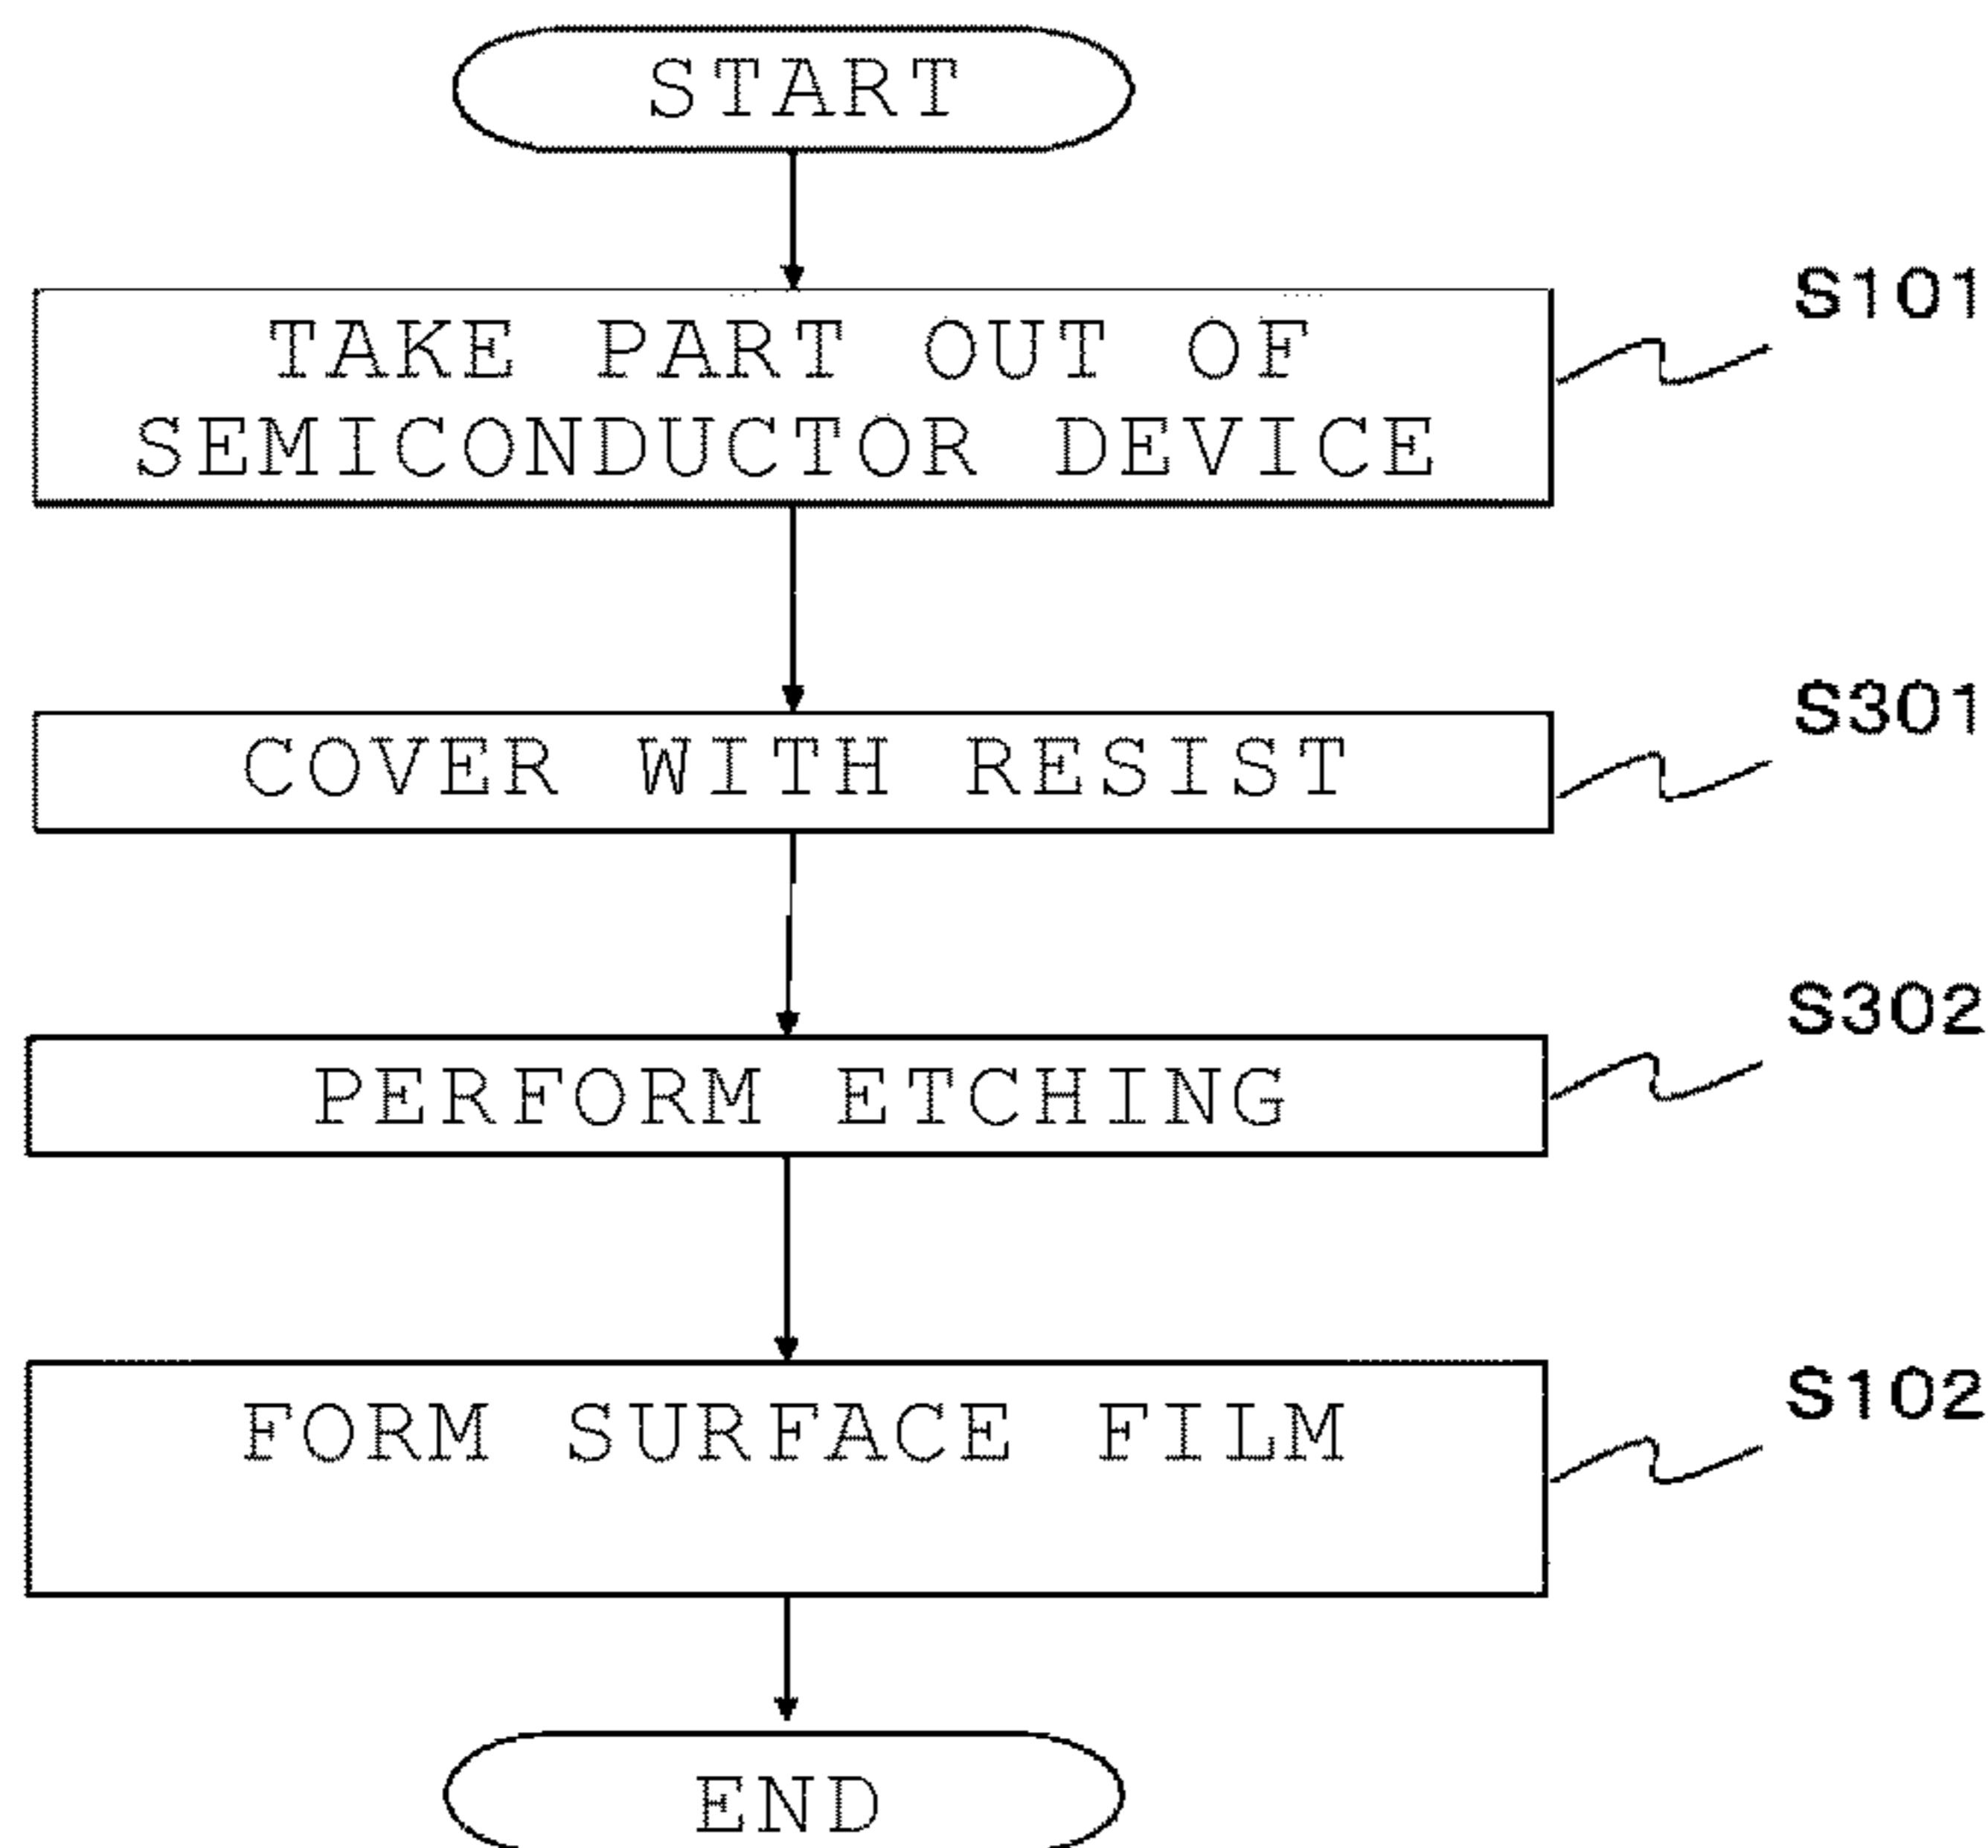 START
S101
TAKE PART OUT OF
SEMICONDUCTOR DEVICE
S301
COVER WITH RESIST
S302
PERFORM ETCHING
S102
FORM SURFACE FILM
END